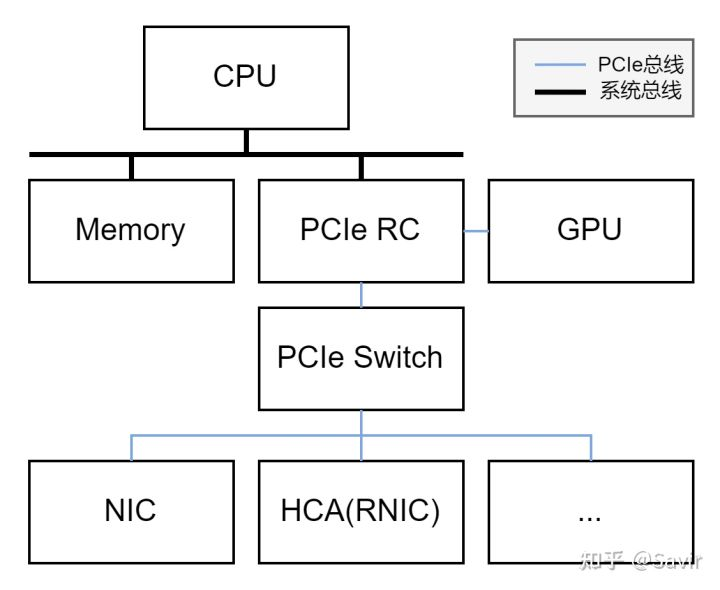 CPU
PCIe总线
系统总线
Memory
PCIe RC
GPU
PCIe Switch
NIC
HCA(RNIC)
...
知乎 @Savir